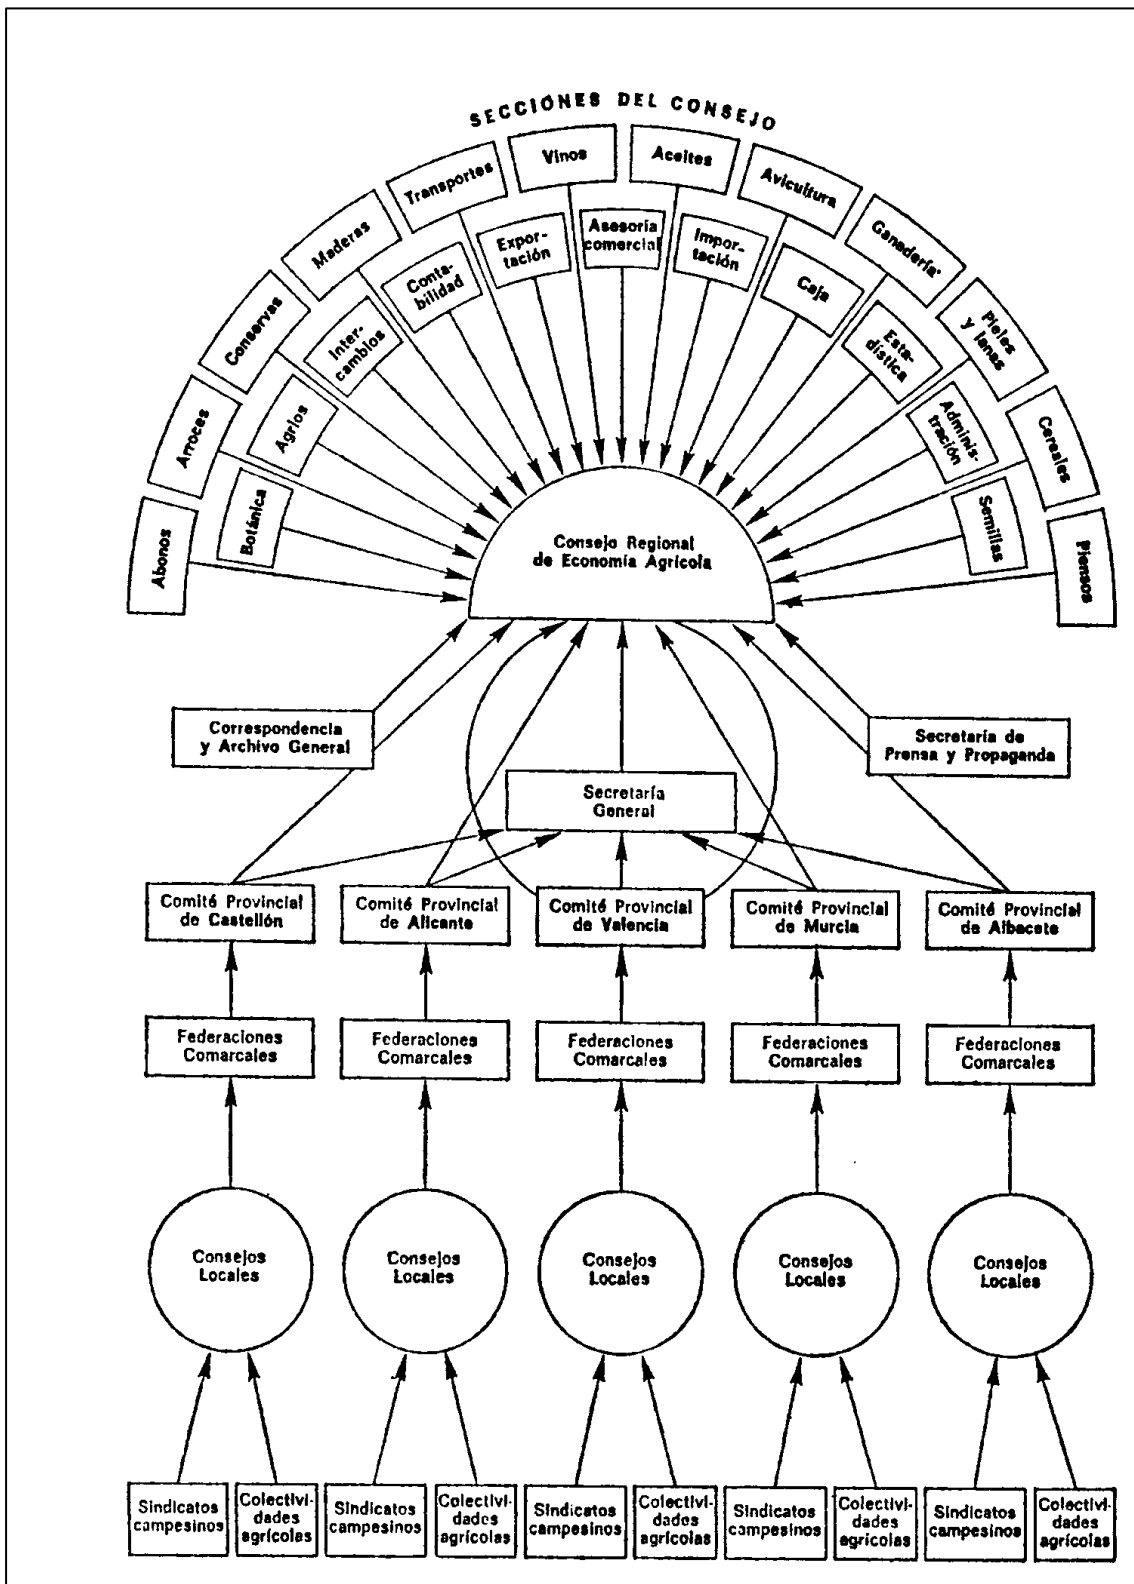 SECCIONES DEL CONSEJO
Abonos
Arroces
Conservas
Maderas
Transportes
Vinos
Aceites
Avicultura
Ganadería
Pieles
y lanas
Cereales
Piensos
Botánica
Agrios
Inter-
cambios
Conta-
bilidad
Expor-
tación
Asesoría
comercial
Impor-
tación
Caja
Esta-
dística
Adminis-
tración
Semillas
Consejo Regional
de Economía Agrícola
Correspondencia
y Archivo General
Secretaría de
Prensa y Propaganda
Secretaría
General
Comité Provincial
de Castellón
Comité Provincial
de Alicante
Comité Provincial
de Valencia
Comité Provincial
de Murcia
Comité Provincial
de Albacete
Federaciones
Comarcales
Federaciones
Comarcales
Federaciones
Comarcales
Federaciones
Comarcales
Federaciones
Comarcales
Consejos
Locales
Consejos
Locales
Consejos
Locales
Consejos
Locales
Consejos
Locales
Sindicatos
campesinos
Colectivi-
dades
agrícolas
Sindicatos
campesinos
Colectivi-
dades
agrícolas
Sindicatos
campesinos
Colectivi-
dades
agrícolas
Sindicatos
campesinos
Colectivi-
dades
agrícolas
Sindicatos
campesinos
Colectivi-
dades
agrícolas